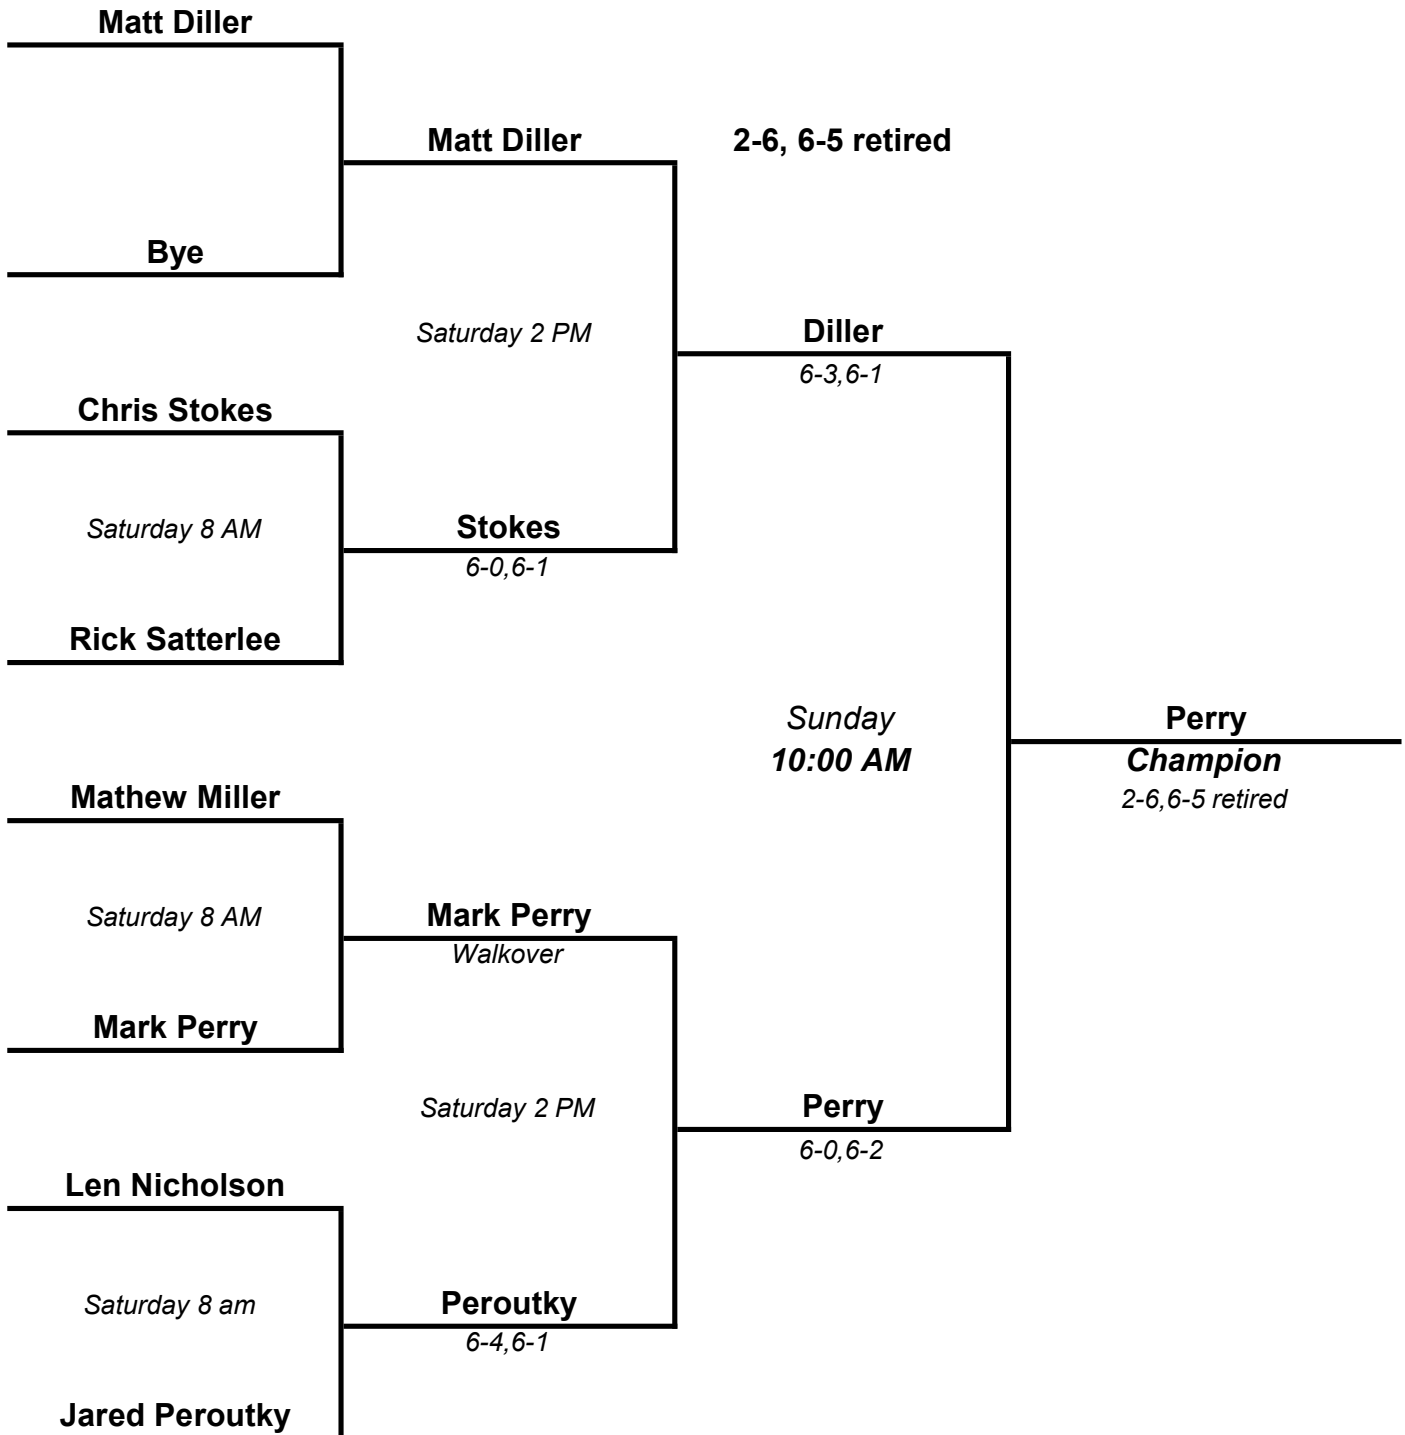 Matt Diller
Matt Diller 2-6, 6-5 retired
Bye
Saturday 2 PM
Diller
6-3,6-1
Chris Stokes
Saturday 8 AM
Stokes
6-0,6-1
Rick Satterlee
Sunday
10:00 AM
Perry
Champion
2-6,6-5 retired
Mathew Miller
Saturday 8 AM
Mark Perry
Walkover
Mark Perry
Saturday 2 PM
Perry
6-0,6-2
Len Nicholson
Saturday 8 am
Peroutky
6-4,6-1
Jared Peroutky